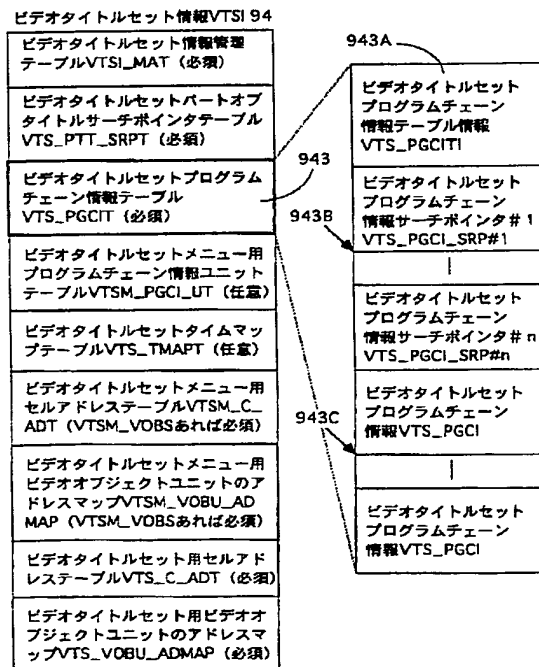 ビデオタイトルセット情報VTSI 94
ビデオタイトルセット情報管理
テーブルVTSI_MAT（必須）
ビデオタイトルセットパートオブ
タイトルサーチポインタテーブル
VTS_PTT_SRPT（必須）
ビデオタイトルセットプログラム
チェーン情報テーブル
VTS_PGCIT（必須）
ビデオタイトルセットメニュー用
プログラムチェーン情報ユニット
テーブルVTSM_PGCI_UT（任意）
ビデオタイトルセットタイムマッ
プテーブルVTS_TMAPT（任意）
ビデオタイトルセットメニュー用
セルアドレステーブルVTSM_C_
ADT（VTSM_VOBSあれば必須）
ビデオタイトルセットメニュー用
ビデオオブジェクトユニットのア
ドレスマップVTSM_VOBU_AD
MAP（VTSM_VOBSあれば必須）
ビデオタイトルセット用セルアド
レステーブルVTS_C_ADT（必須）
ビデオタイトルセット用ビデオオ
ブジェクトユニットのアドレスマ
ップVTS_VOBU_ADMAP（必須）
943
943A
ビデオタイトルセット
プログラムチェーン
情報テーブル情報
VTS_PGCITI
ビデオタイトルセット
プログラムチェーン
情報サーチポインタ＃1
VTS_PGCI_SRP#1
943B
ビデオタイトルセット
プログラムチェーン
情報サーチポインタ＃n
VTS_PGCI_SRP#n
ビデオタイトルセット
プログラムチェーン
情報VTS_PGCI
943C
ビデオタイトルセット
プログラムチェーン
情報VTS_PGCI